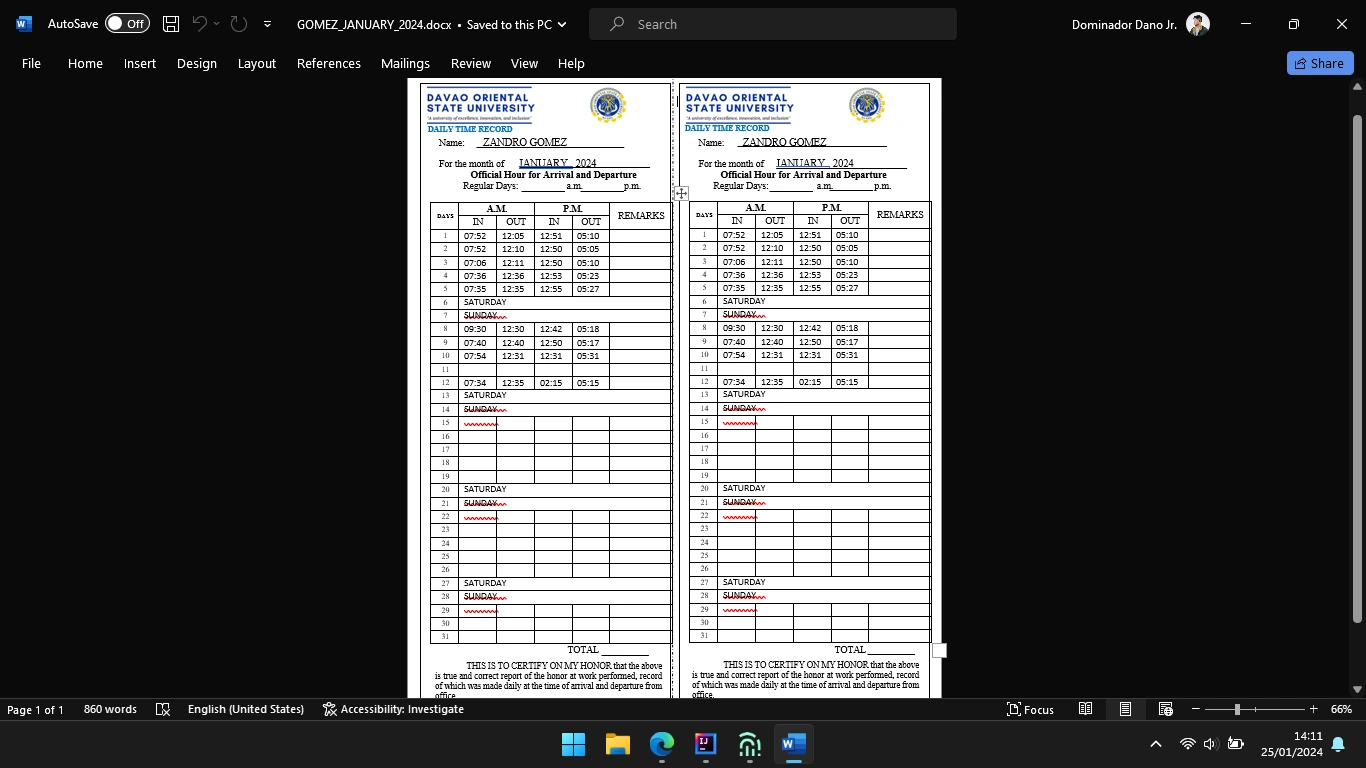 AutoSave Off GOMEZ_JANUARY_2024.docx • Saved to this PC Search Dominador Dano Jr.
File Home Insert Design Layout References Mailings Review View Help Share
DAVAO ORIENTAL
STATE UNIVERSITY
"A university of excellence, innovation, and inclusion"
DAILY TIME RECORD
Name: ZANDRO GOMEZ
For the month of JANUARY 2024
Official Hour for Arrival and Departure
Regular Days: __________ a.m.__________p.m.
DAYS A.M. P.M. REMARKS
IN OUT IN OUT
1 07:52 12:05 12:51 05:10
2 07:52 12:10 12:50 05:05
3 07:06 12:11 12:50 05:10
4 07:36 12:36 12:53 05:23
5 07:35 12:35 12:55 05:27
6 SATURDAY
7 SUNDAY
8 09:30 12:30 12:42 05:18
9 07:40 12:40 12:50 05:17
10 07:54 12:31 12:31 05:31
11
12 07:34 12:35 02:15 05:15
13 SATURDAY
14 SUNDAY
15
16
17
18
19
20 SATURDAY
21 SUNDAY
22
23
24
25
26
27 SATURDAY
28 SUNDAY
29
30
31
TOTAL __________
THIS IS TO CERTIFY ON MY HONOR that the above
is true and correct report of the honor at work performed, record
of which was made daily at the time of arrival and departure from
office.
DAVAO ORIENTAL
STATE UNIVERSITY
"A university of excellence, innovation, and inclusion"
DAILY TIME RECORD
Name: ZANDRO GOMEZ
For the month of JANUARY 2024
Official Hour for Arrival and Departure
Regular Days: __________ a.m.__________p.m.
DAYS A.M. P.M. REMARKS
IN OUT IN OUT
1 07:52 12:05 12:51 05:10
2 07:52 12:10 12:50 05:05
3 07:06 12:11 12:50 05:10
4 07:36 12:36 12:53 05:23
5 07:35 12:35 12:55 05:27
6 SATURDAY
7 SUNDAY
8 09:30 12:30 12:42 05:18
9 07:40 12:40 12:50 05:17
10 07:54 12:31 12:31 05:31
11
12 07:34 12:35 02:15 05:15
13 SATURDAY
14 SUNDAY
15
16
17
18
19
20 SATURDAY
21 SUNDAY
22
23
24
25
26
27 SATURDAY
28 SUNDAY
29
30
31
TOTAL __________
THIS IS TO CERTIFY ON MY HONOR that the above
is true and correct report of the honor at work performed, record
of which was made daily at the time of arrival and departure from
office.
Page 1 of 1 860 words English (United States) Accessibility: Investigate Focus 66%
14:11
25/01/2024